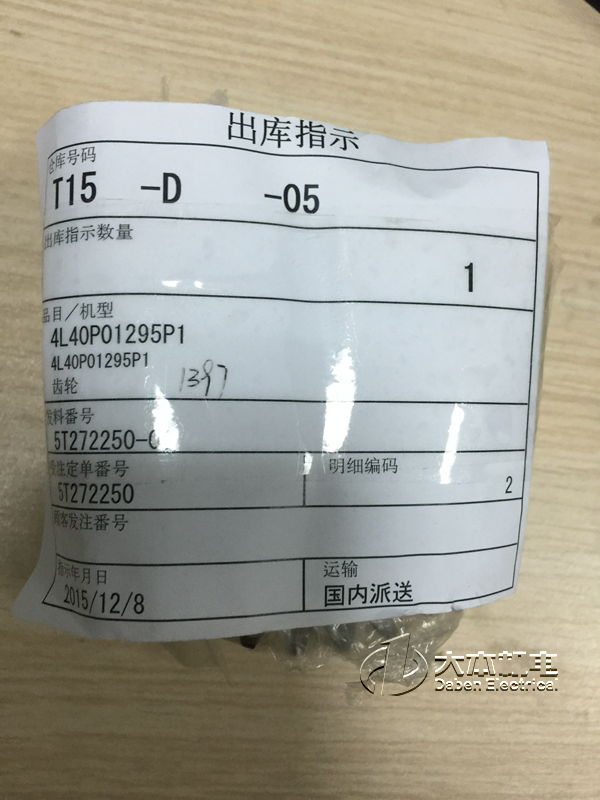 出库指示
仓库号码
T15 -D -05
出库指示数量
1
品目/机型
4L40P01295P1
4L40P01295P1
齿轮 1397
发料番号
5T272250-0
受注定单番号 明细编码
5T272250 2
顾客发注番号
指示年月日 运输
2015/12/8 国内派送
大本机电
Daben Electrical